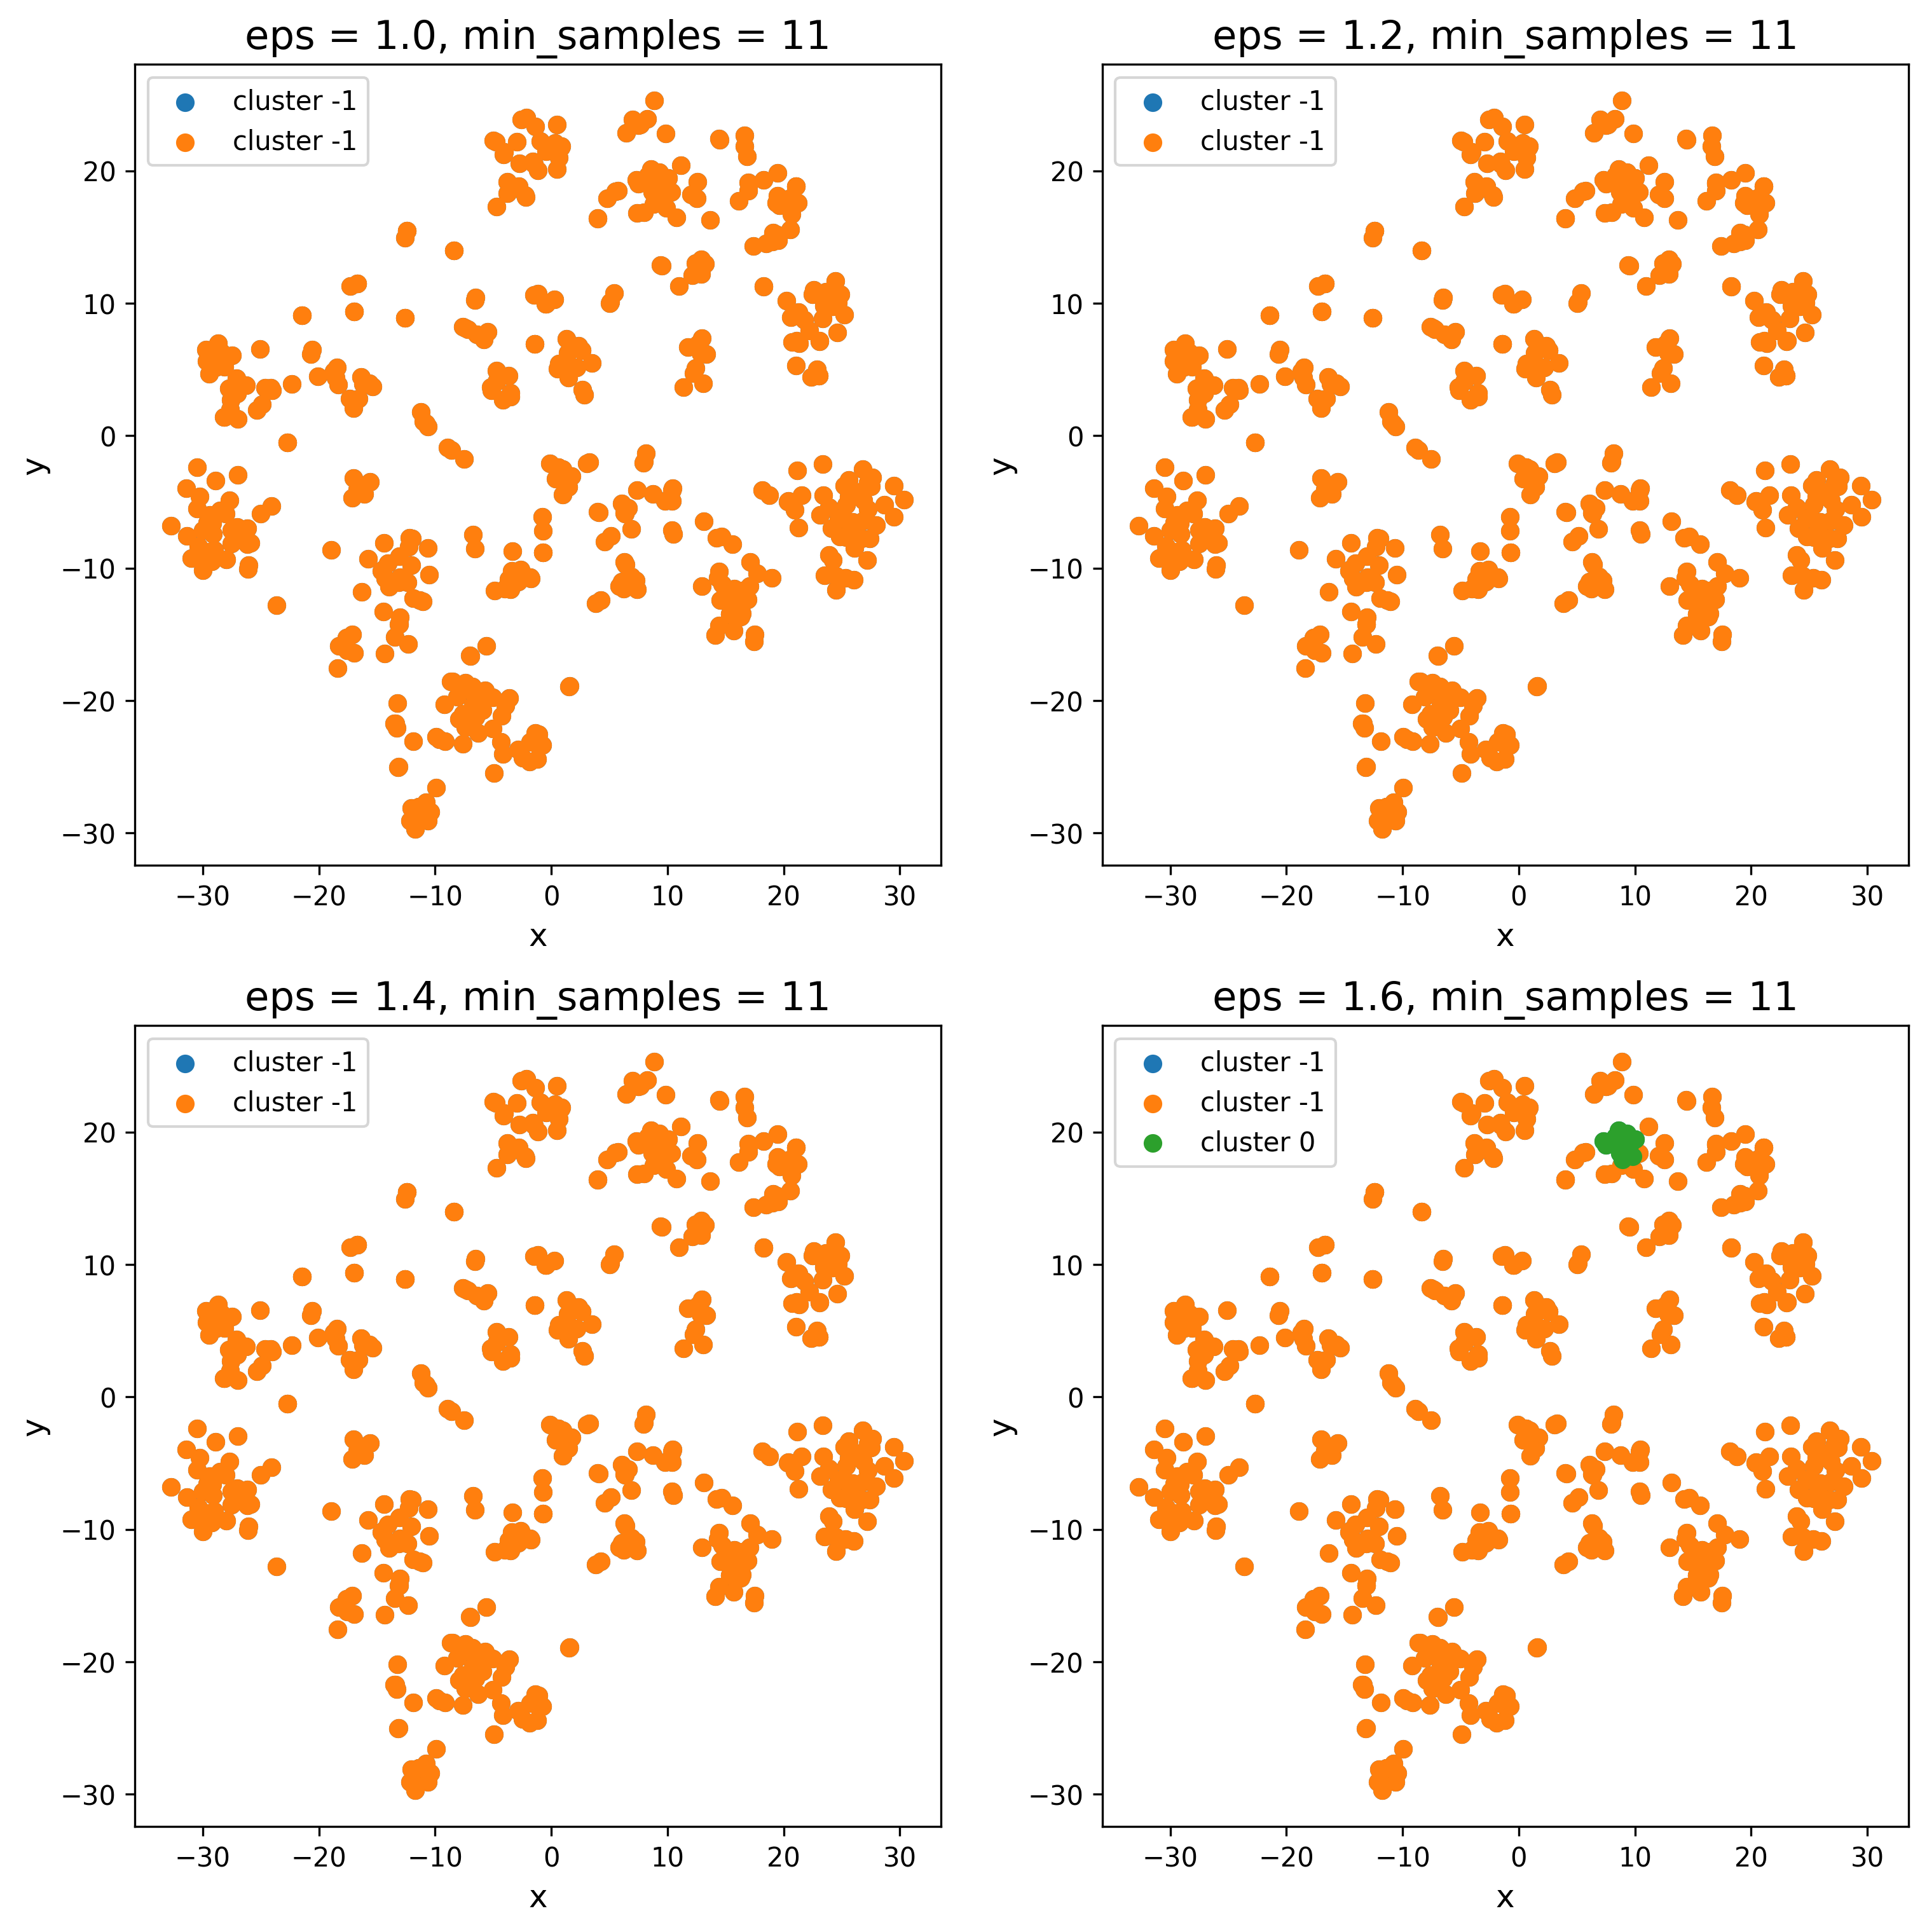 eps = 1.0, min_samples = 11
cluster -1
cluster -1
20
10
0
−10
−20
−30
y
−30 −20 −10 0 10 20 30
x
eps = 1.2, min_samples = 11
cluster -1
cluster -1
20
10
0
−10
−20
−30
y
−30 −20 −10 0 10 20 30
x
eps = 1.4, min_samples = 11
cluster -1
cluster -1
20
10
0
−10
−20
−30
y
−30 −20 −10 0 10 20 30
x
eps = 1.6, min_samples = 11
cluster -1
cluster -1
cluster 0
20
10
0
−10
−20
−30
y
−30 −20 −10 0 10 20 30
x